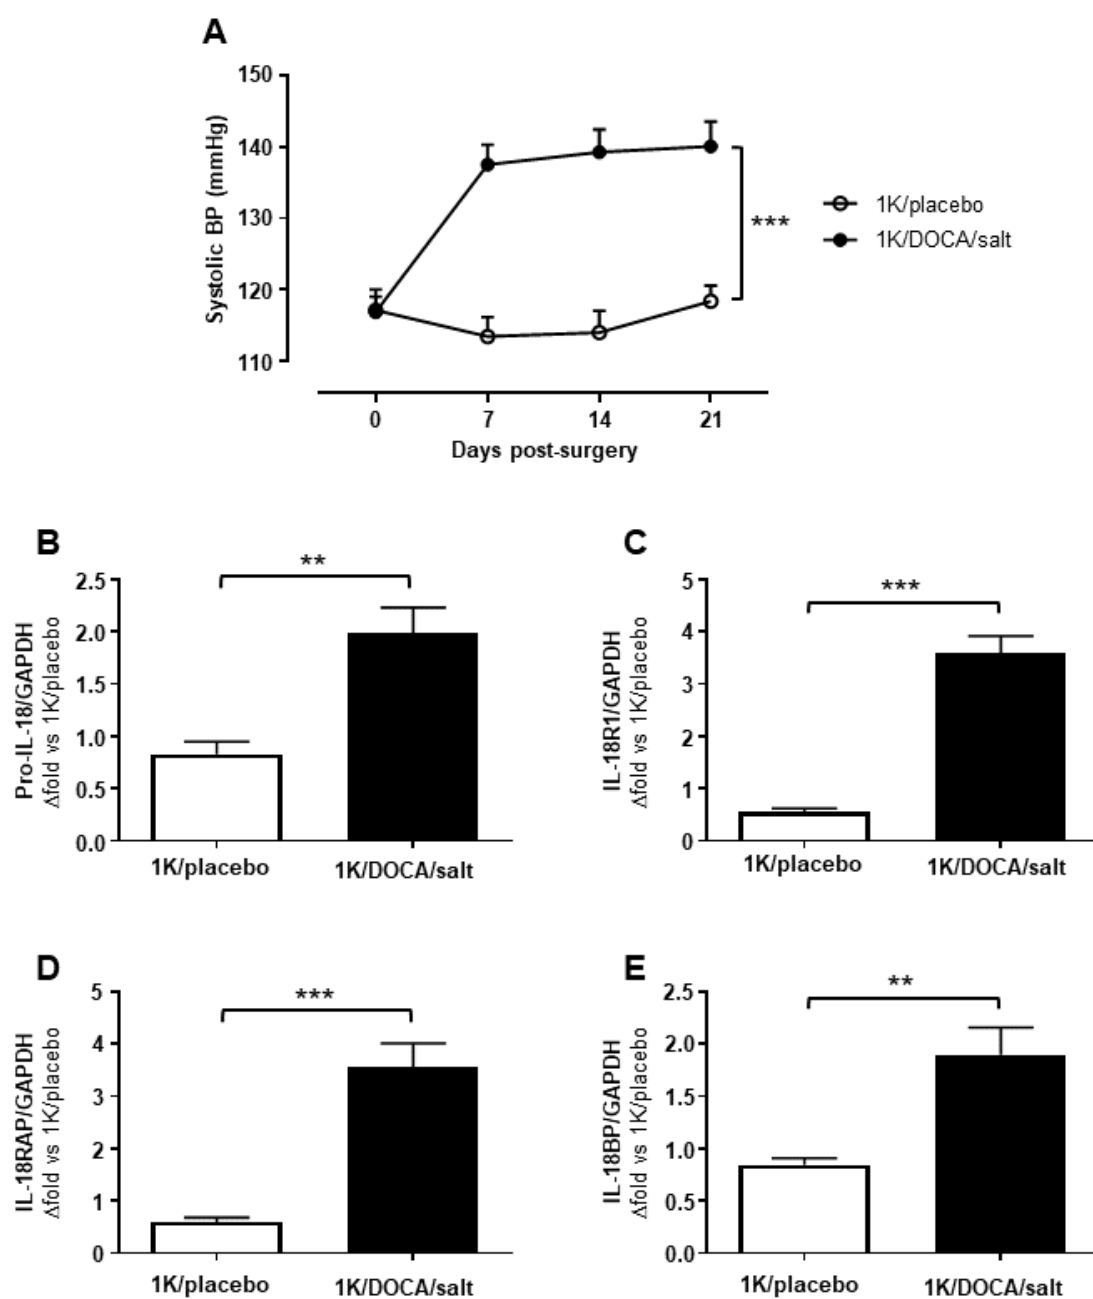 A
150
140
130
120
110
Systolic BP (mmHg)
***
1K/placebo
1K/DOCA/salt
0 7 14 21
Days post-surgery
B
**
2.5
2.0
1.5
1.0
0.5
0.0
Pro-IL-18/GAPDH
Δfold vs 1K/placebo
1K/placebo 1K/DOCA/salt
C
***
5
4
3
2
1
0
IL-18R1/GAPDH
Δfold vs 1K/placebo
1K/placebo 1K/DOCA/salt
D
***
5
4
3
2
1
0
IL-18RAP/GAPDH
Δfold vs 1K/placebo
1K/placebo 1K/DOCA/salt
E
**
2.5
2.0
1.5
1.0
0.5
0.0
IL-18BP/GAPDH
Δfold vs 1K/placebo
1K/placebo 1K/DOCA/salt